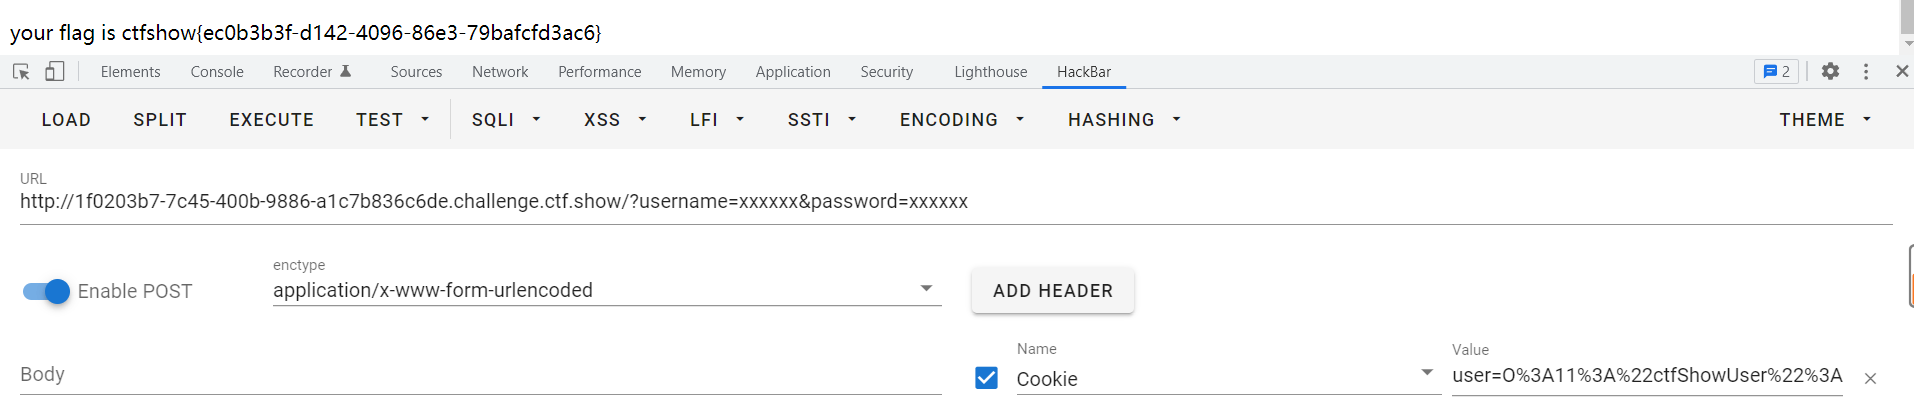 your flag is ctfshow{ec0b3b3f-d142-4096-86e3-79bafcfd3ac6}
Elements Console Recorder Sources Network Performance Memory Application Security Lighthouse HackBar 2
LOAD SPLIT EXECUTE TEST SQLI XSS LFI SSTI ENCODING HASHING THEME
URL
http://1f0203b7-7c45-400b-9886-a1c7b836c6de.challenge.ctf.show/?username=xxxxxx&password=xxxxxx
enctype
Enable POST application/x-www-form-urlencoded ADD HEADER
Name Value
Body Cookie user=O%3A11%3A%22ctfShowUser%22%3A